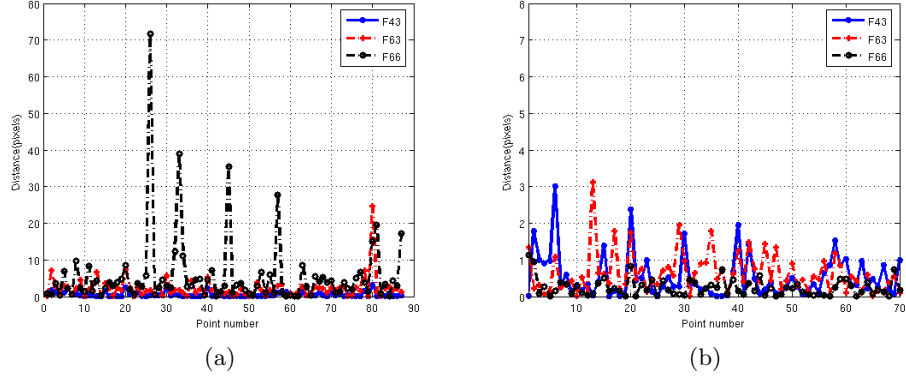 80
70
60
50
40
30
20
10
0
Distance(pixels)
0 10 20 30 40 50 60 70 80 90
Point number
F43
F63
F66
(a)
8
7
6
5
4
3
2
1
0
Distance(pixels)
10 20 30 40 50 60 70
Point number
F43
F63
F66
(b)